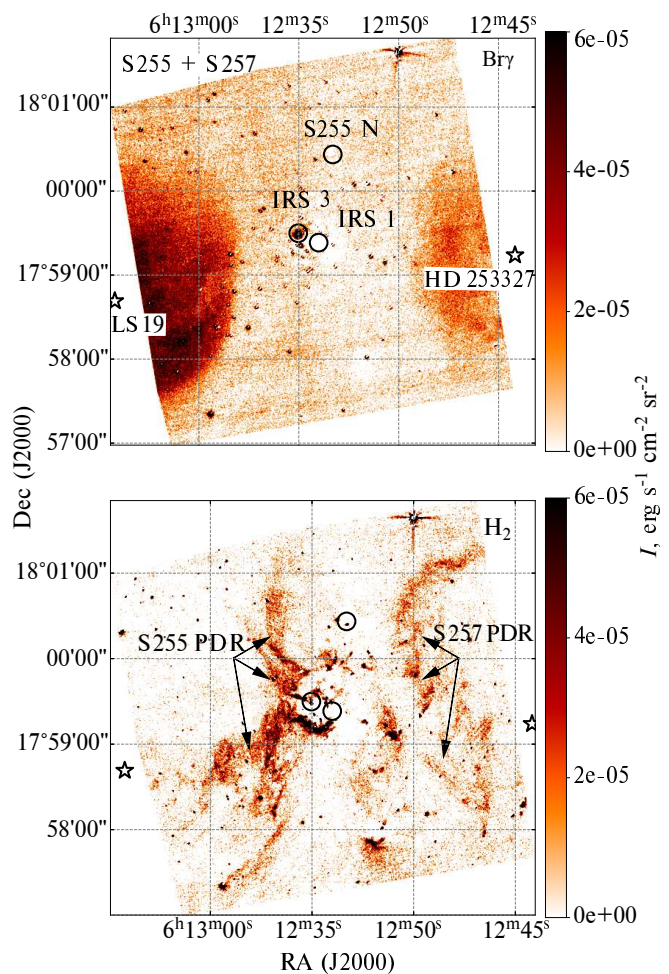 6ʰ13ᵐ00ˢ 12ᵐ35ˢ 12ᵐ50ˢ 12ᵐ45ˢ
S255 + S257
Brγ
6e-05
18°01'00"
S255 N
4e-05
00'00"
IRS 3
IRS 1
17°59'00"
HD 253327
2e-05
LS 19
58'00"
57'00"
0e+00
Dec (J2000)
I, erg s⁻¹ cm⁻² sr⁻²
H₂
6e-05
18°01'00"
S255 PDR
S257 PDR
4e-05
00'00"
17°59'00"
2e-05
58'00"
0e+00
6ʰ13ᵐ00ˢ 12ᵐ35ˢ 12ᵐ50ˢ 12ᵐ45ˢ
RA (J2000)